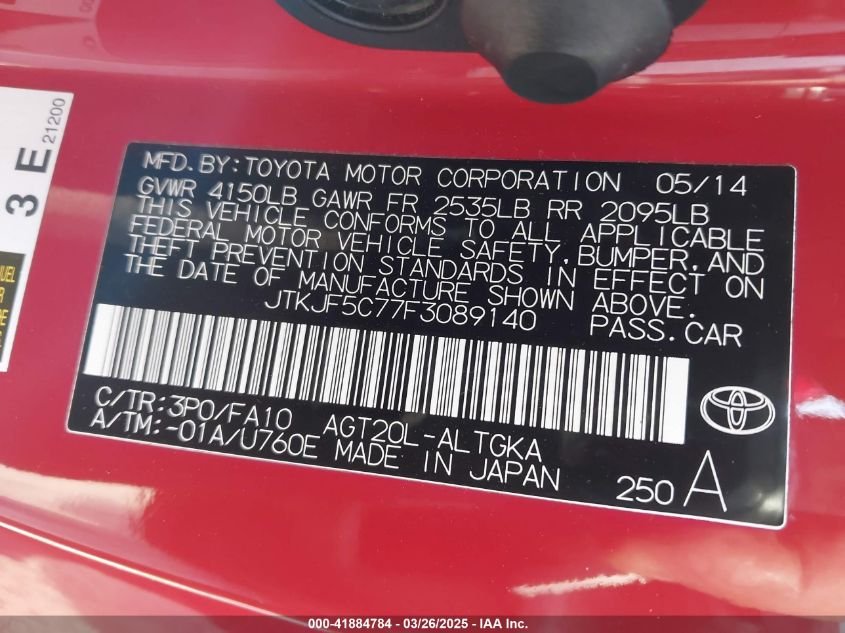 3 E
21200
MFD. BY: TOYOTA MOTOR CORPORATION 05/14
GVWR 4150LB GAWR FR 2535LB RR 2095LB
THIS VEHICLE CONFORMS TO ALL APPLICABLE
FEDERAL MOTOR VEHICLE SAFETY, BUMPER, AND
THEFT PREVENTION STANDARDS IN EFFECT ON
THE DATE OF MANUFACTURE SHOWN ABOVE.
JTKJF5C77F3089140 PASS. CAR
C/TR: 3P0/FA10 AGT20L-ALTGKA
A/TM: -01A/U760E MADE IN JAPAN
250 A
000-41884784 - 03/26/2025 - IAA Inc.